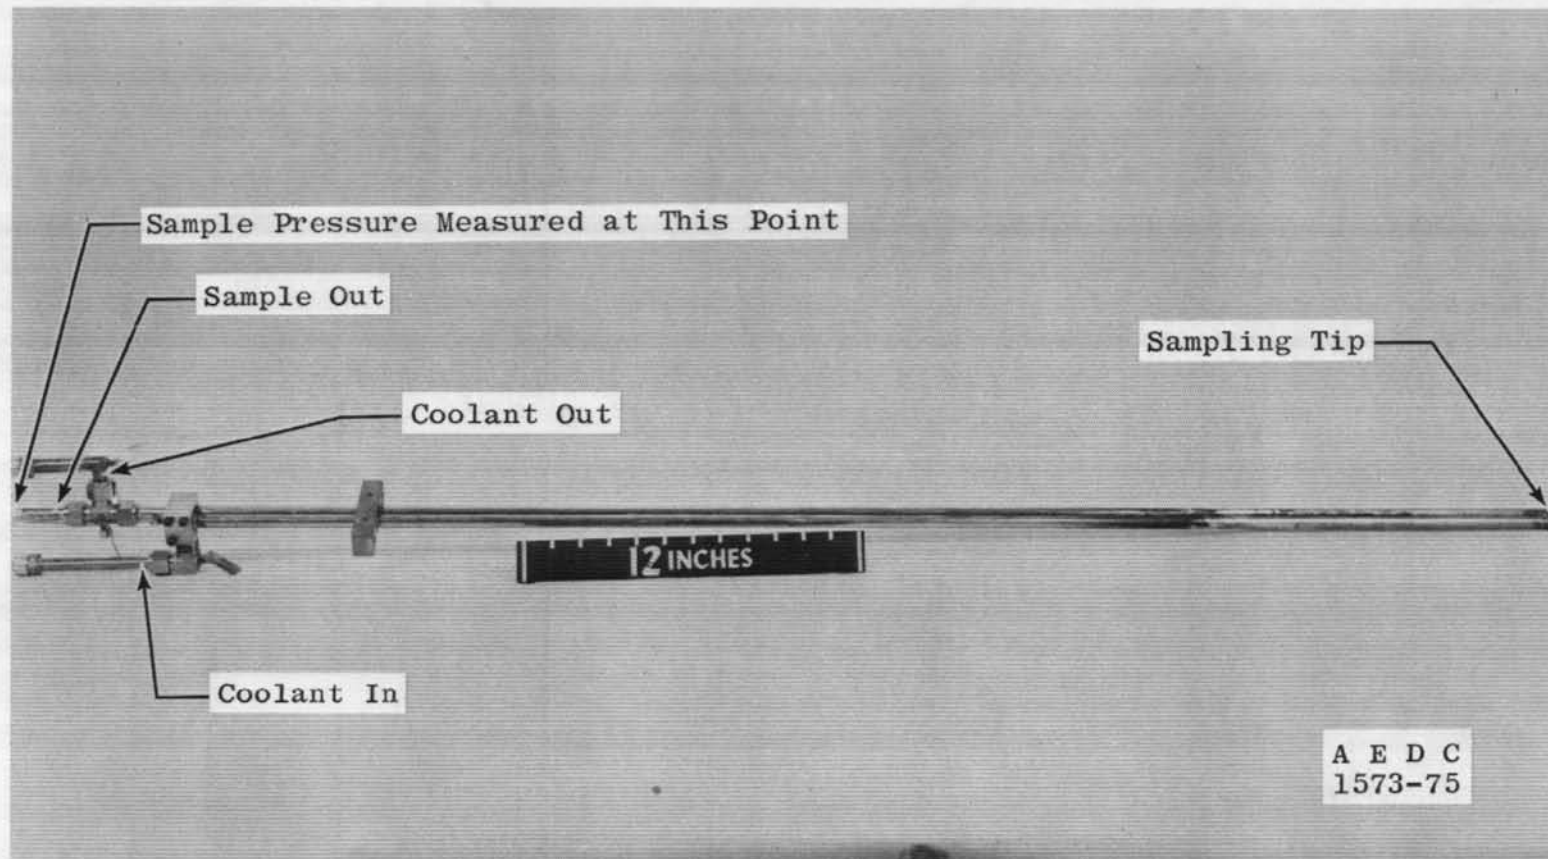 Sample Pressure Measured at This Point
Sample Out
Sampling Tip
Coolant Out
12 INCHES
Coolant In
A E D C
1573-75